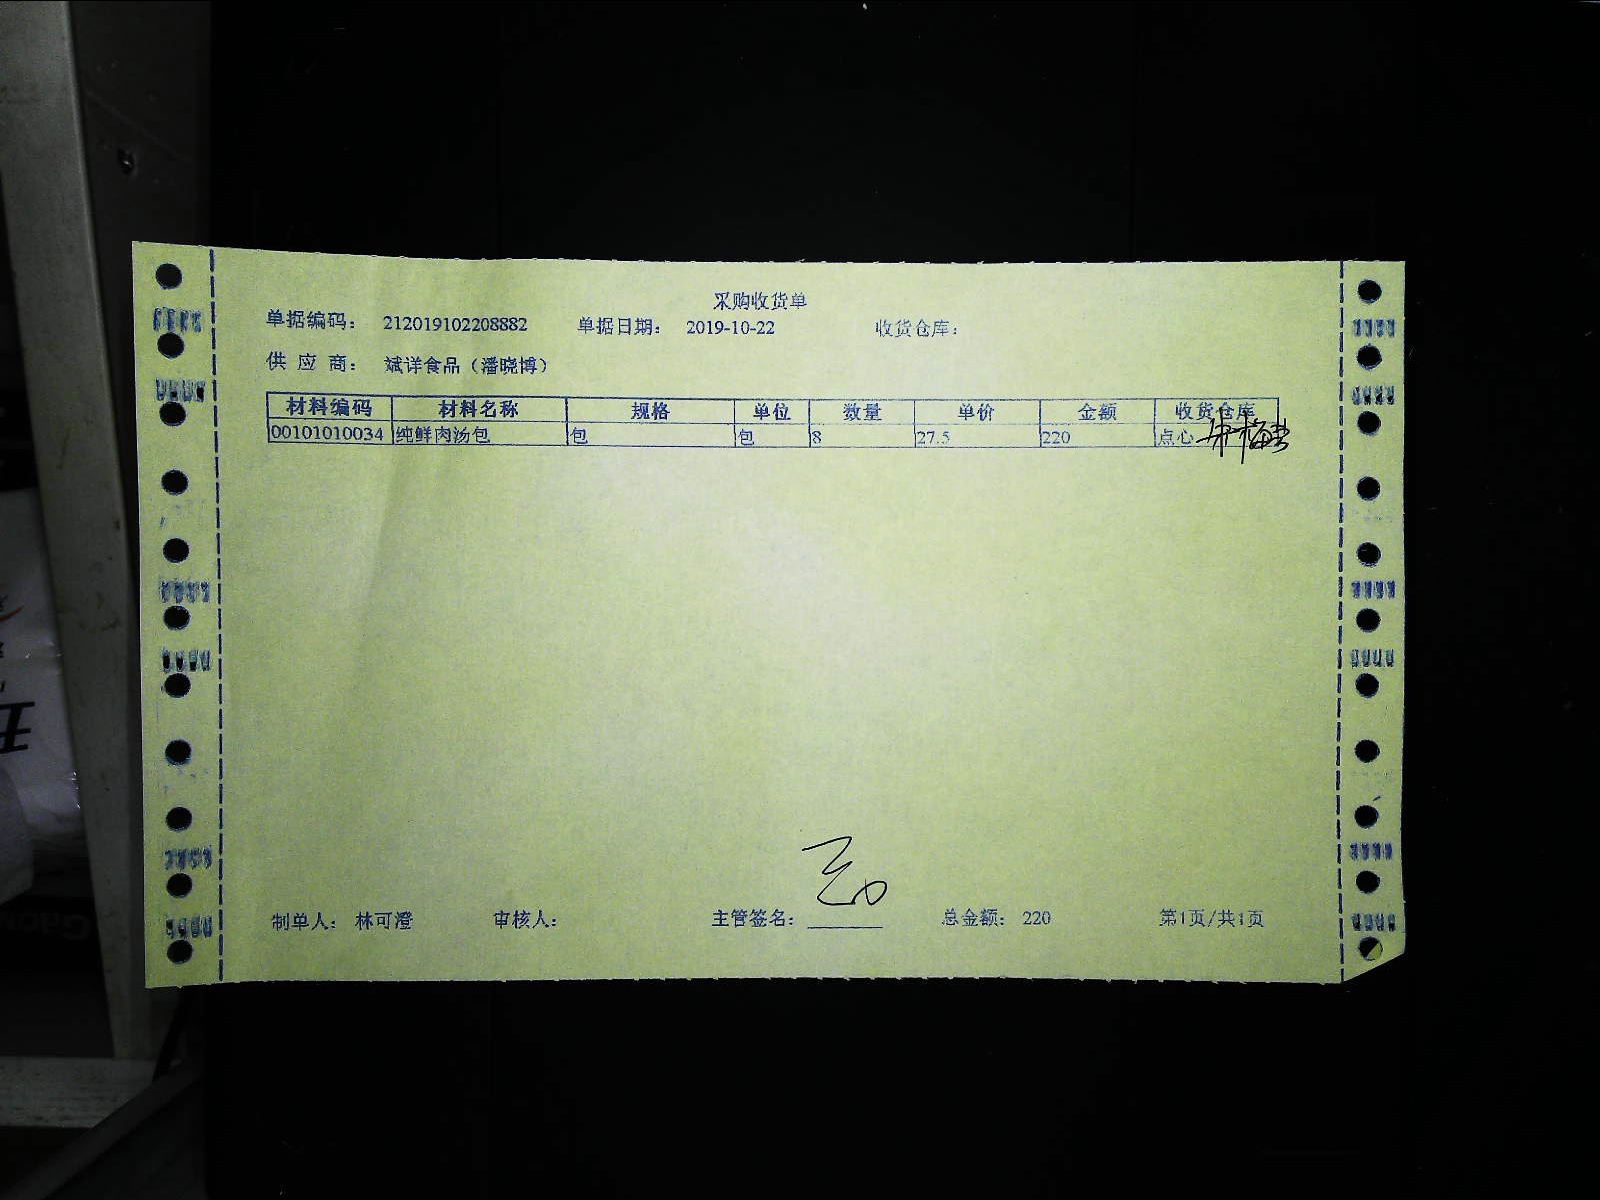 采购收货单
单据编码： 212019102208882 单据日期： 2019-10-22 收货仓库：
供 应 商： 斌详食品（潘晓博）
材料编码 材料名称 规格 单位 数量 单价 金额 收货仓库
00101010034 纯鲜肉汤包 包 包 8 27.5 220 点心
制单人： 林可澄 审核人： 主管签名： 总金额： 220 第1页/共1页